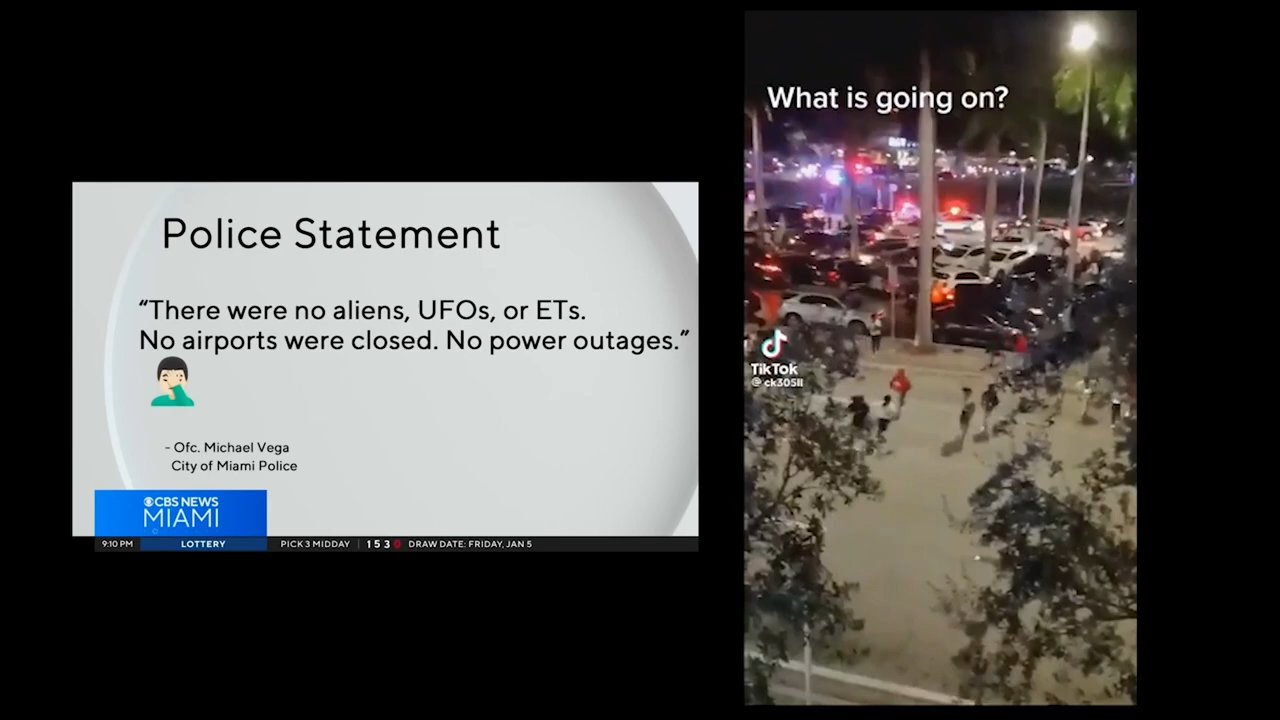 Police Statement
“There were no aliens, UFOs, or ETs.
No airports were closed. No power outages.”
- Ofc. Michael Vega
City of Miami Police
CBS NEWS
MIAMI
9:10 PM LOTTERY PICK 3 MIDDAY 1 5 3 DRAW DATE: FRIDAY, JAN 5
What is going on?
TikTok
@ck305ll